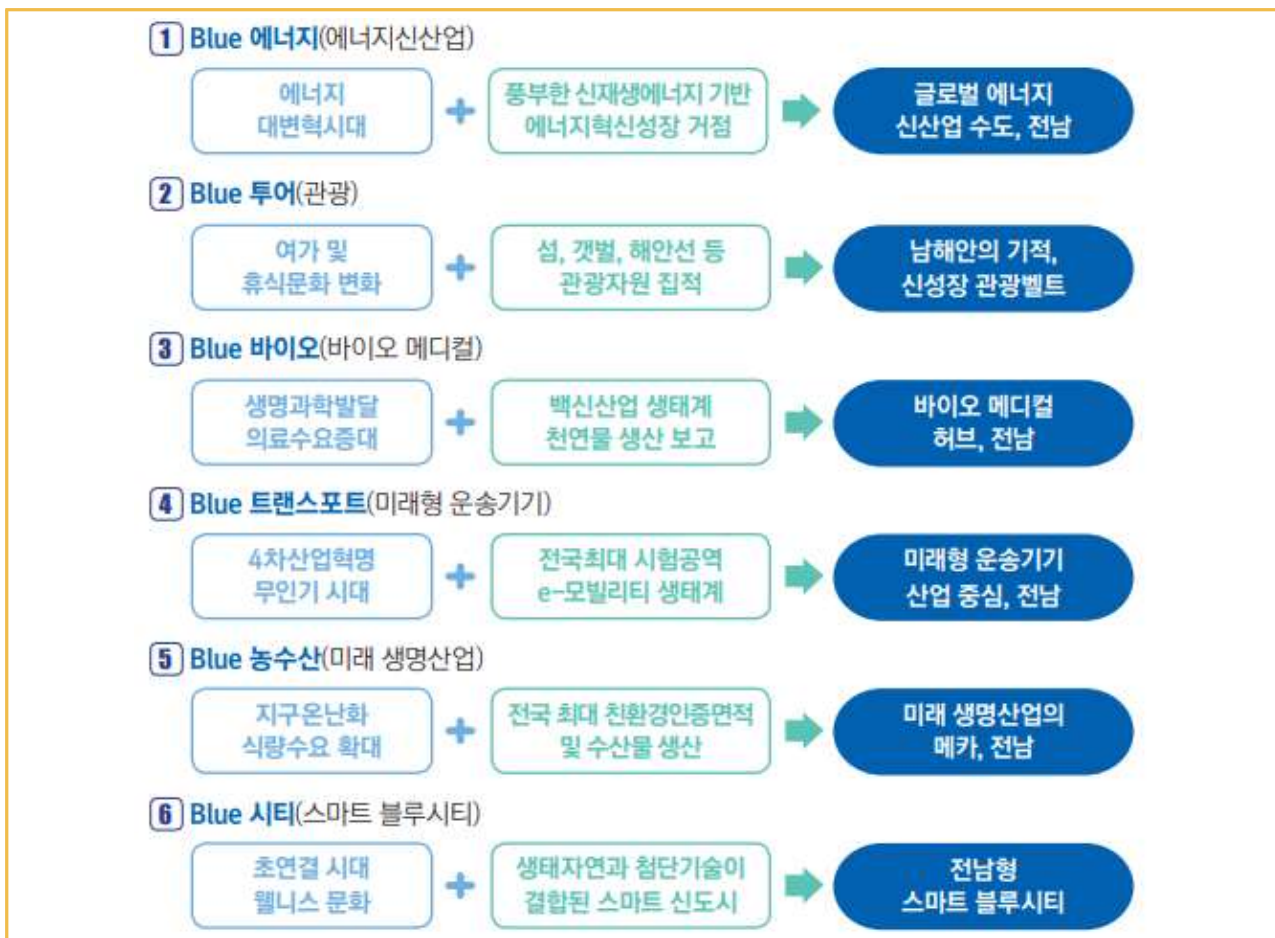 1 Blue 에너지(에너지신산업)
에너지
대변혁시대
+
풍부한 신재생에너지 기반
에너지혁신성장 거점
글로벌 에너지
신산업 수도, 전남
2 Blue 투어(관광)
여가 및
휴식문화 변화
+
섬, 갯벌, 해안선 등
관광자원 집적
남해안의 기적,
신성장 관광벨트
3 Blue 바이오(바이오 메디컬)
생명과학발달
의료수요증대
+
백신산업 생태계
천연물 생산 보고
바이오 메디컬
허브, 전남
4 Blue 트랜스포트(미래형 운송기기)
4차산업혁명
무인기 시대
+
전국최대 시험공역
e-모빌리티 생태계
미래형 운송기기
산업 중심, 전남
5 Blue 농수산(미래 생명산업)
지구온난화
식량수요 확대
+
전국 최대 친환경인증면적
및 수산물 생산
미래 생명산업의
메카, 전남
6 Blue 시티(스마트 블루시티)
초연결 시대
웰니스 문화
+
생태자연과 첨단기술이
결합된 스마트 신도시
전남형
스마트 블루시티